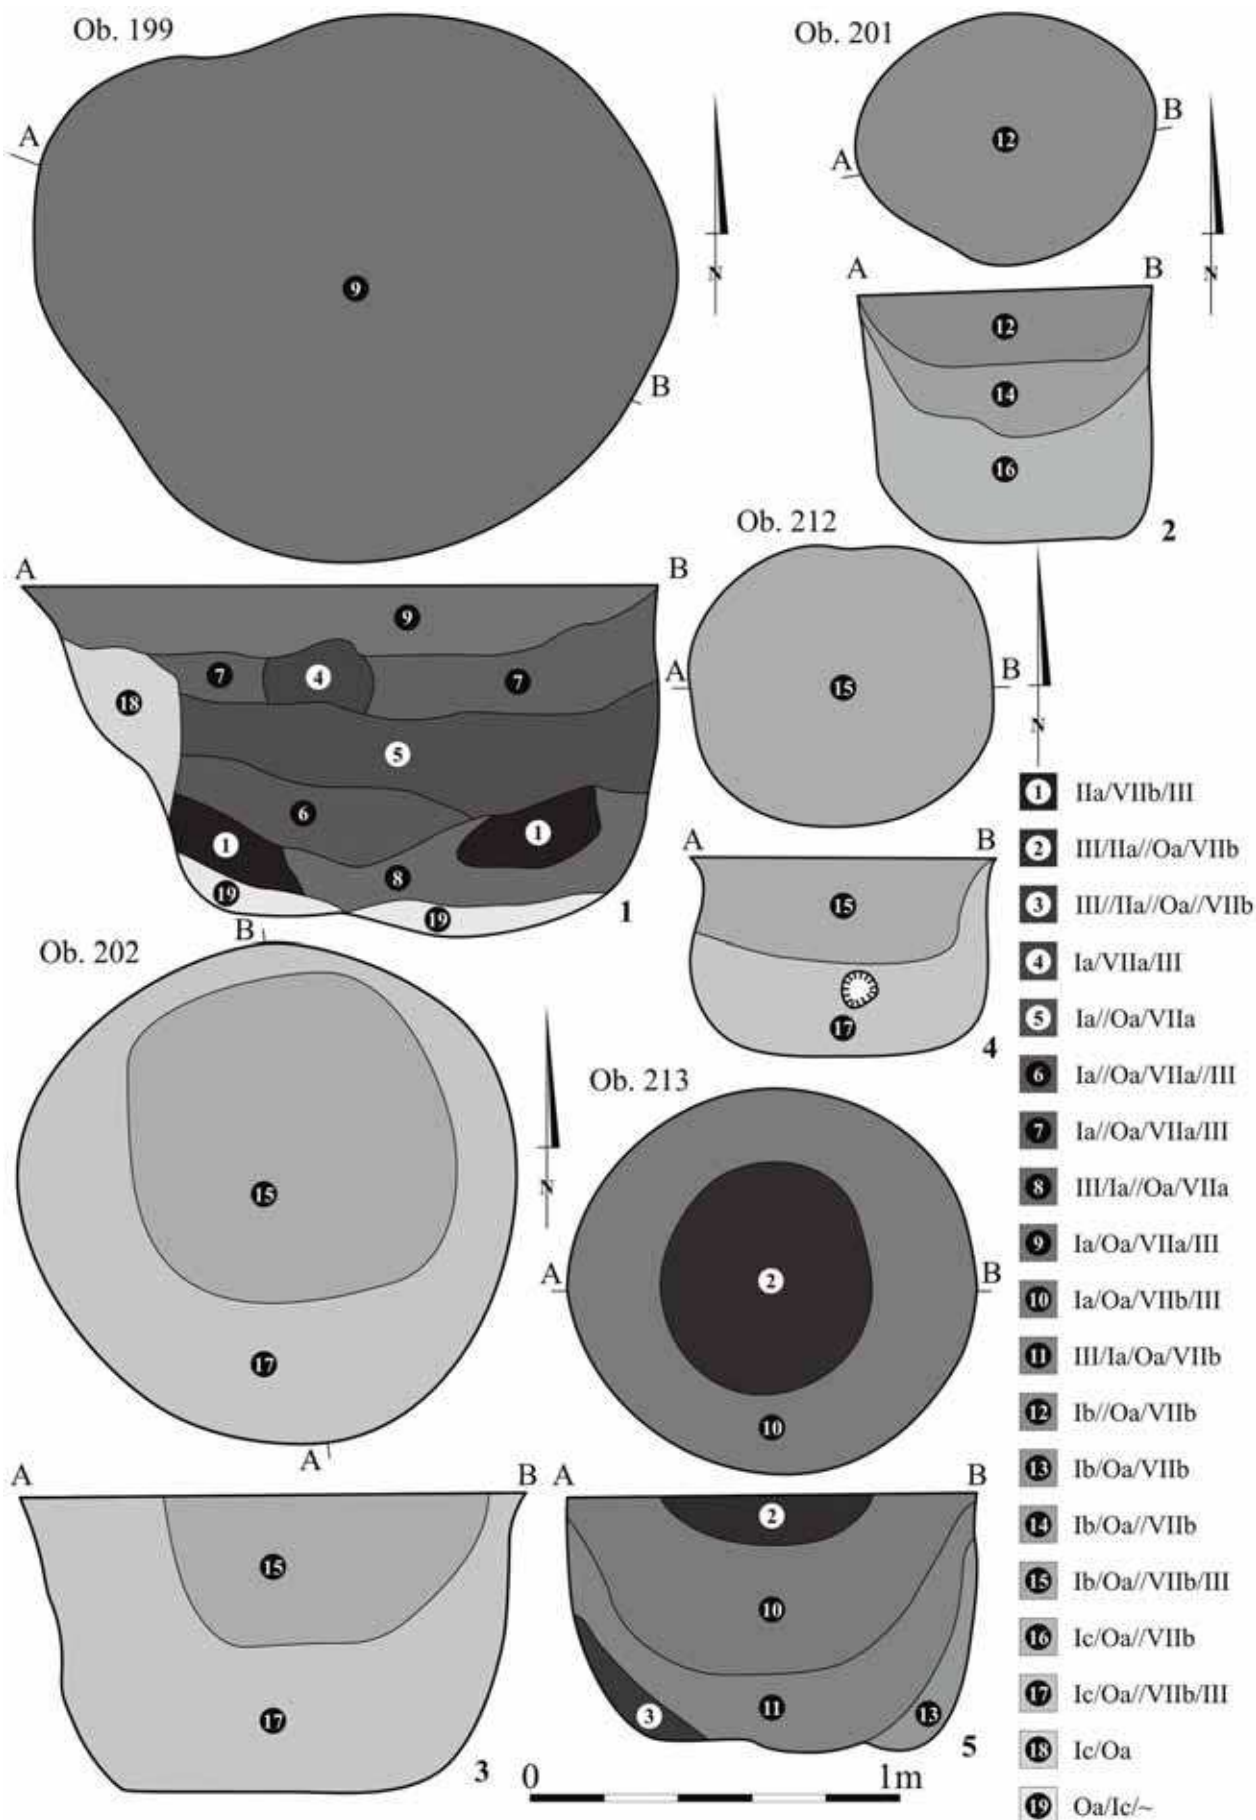 Ob. 199
A
9
B
N
A B
9
7 4 7
18
5
6
1 1
8
19 19
1
Ob. 201
B
12
A
N
A B
12
14
16
2
Ob. 212
A B
15
N
A B
15
17
4
Ob. 202
B
15
17
A
N
A B
15
17
3
Ob. 213
A B
2
10
A B
2
10
11
3 13
5
0 1m
1 IIa/VIIb/III
2 III/IIa//Oa/VIIb
3 III//IIa//Oa//VIIb
4 Ia/VIIa/III
5 Ia//Oa/VIIa
6 Ia//Oa/VIIa//III
7 Ia//Oa/VIIa/III
8 III/Ia//Oa/VIIa
9 Ia/Oa/VIIa/III
10 Ia/Oa/VIIb/III
11 III/Ia/Oa/VIIb
12 Ib//Oa/VIIb
13 Ib/Oa/VIIb
14 Ib/Oa//VIIb
15 Ib/Oa//VIIb/III
16 Ic/Oa//VIIb
17 Ic/Oa//VIIb/III
18 Ic/Oa
19 Oa/Ic/~